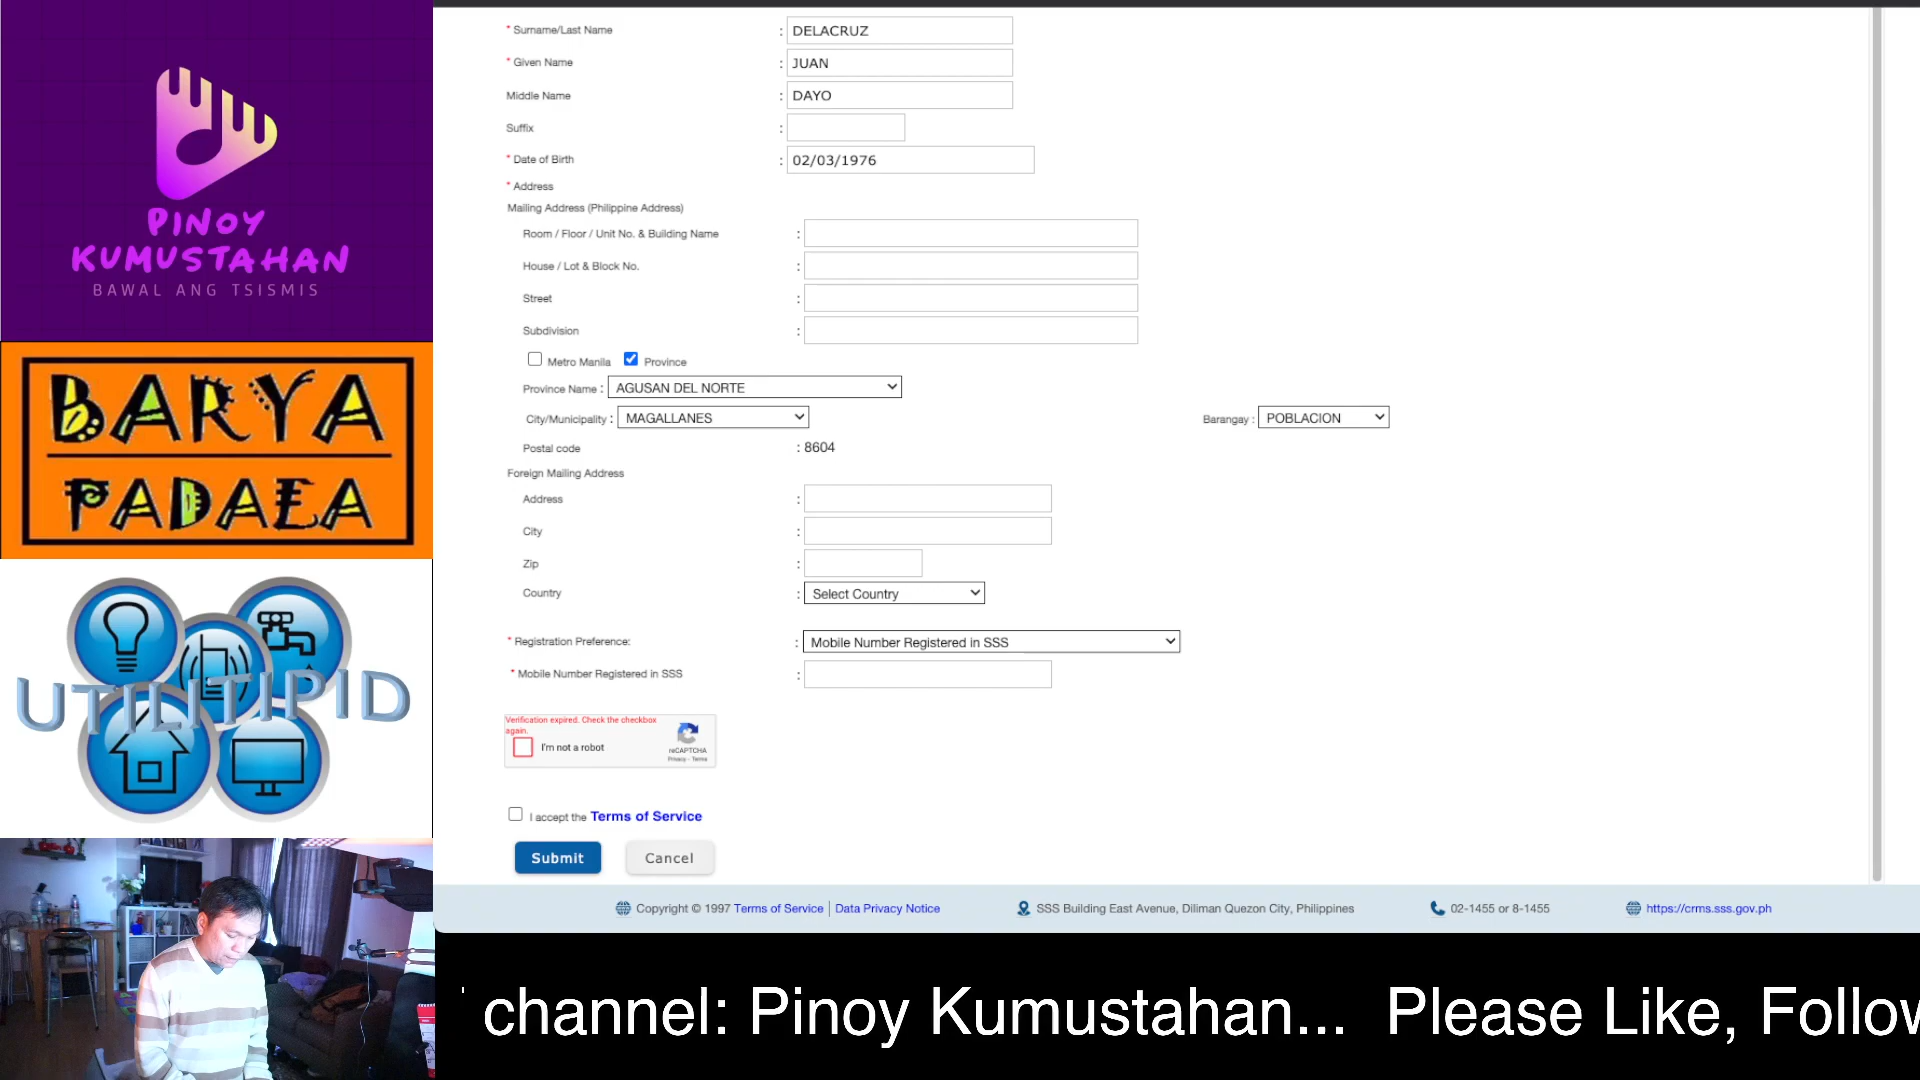 PINOY
KUMUSTAHAN
BAWAL ANG TSISMIS
BARYA
PADALA
UTILITIPID
* Surname/Last Name : DELACRUZ
* Given Name : JUAN
Middle Name : DAYO
Suffix :
* Date of Birth : 02/03/1976
* Address
Mailing Address (Philippine Address)
Room / Floor / Unit No. & Building Name :
House / Lot & Block No. :
Street :
Subdivision :
Metro Manila Province
Province Name : AGUSAN DEL NORTE
City/Municipality : MAGALLANES Barangay : POBLACION
Postal code : 8604
Foreign Mailing Address
Address :
City :
Zip :
Country : Select Country
* Registration Preference: : Mobile Number Registered in SSS
* Mobile Number Registered in SSS :
Verification expired. Check the checkbox
again.
I'm not a robot
reCAPTCHA
Privacy - Terms
I accept the Terms of Service
Submit Cancel
Copyright © 1997 Terms of Service | Data Privacy Notice SSS Building East Avenue, Diliman Quezon City, Philippines 02-1455 or 8-1455 https://crms.sss.gov.ph
channel: Pinoy Kumustahan... Please Like, Follow